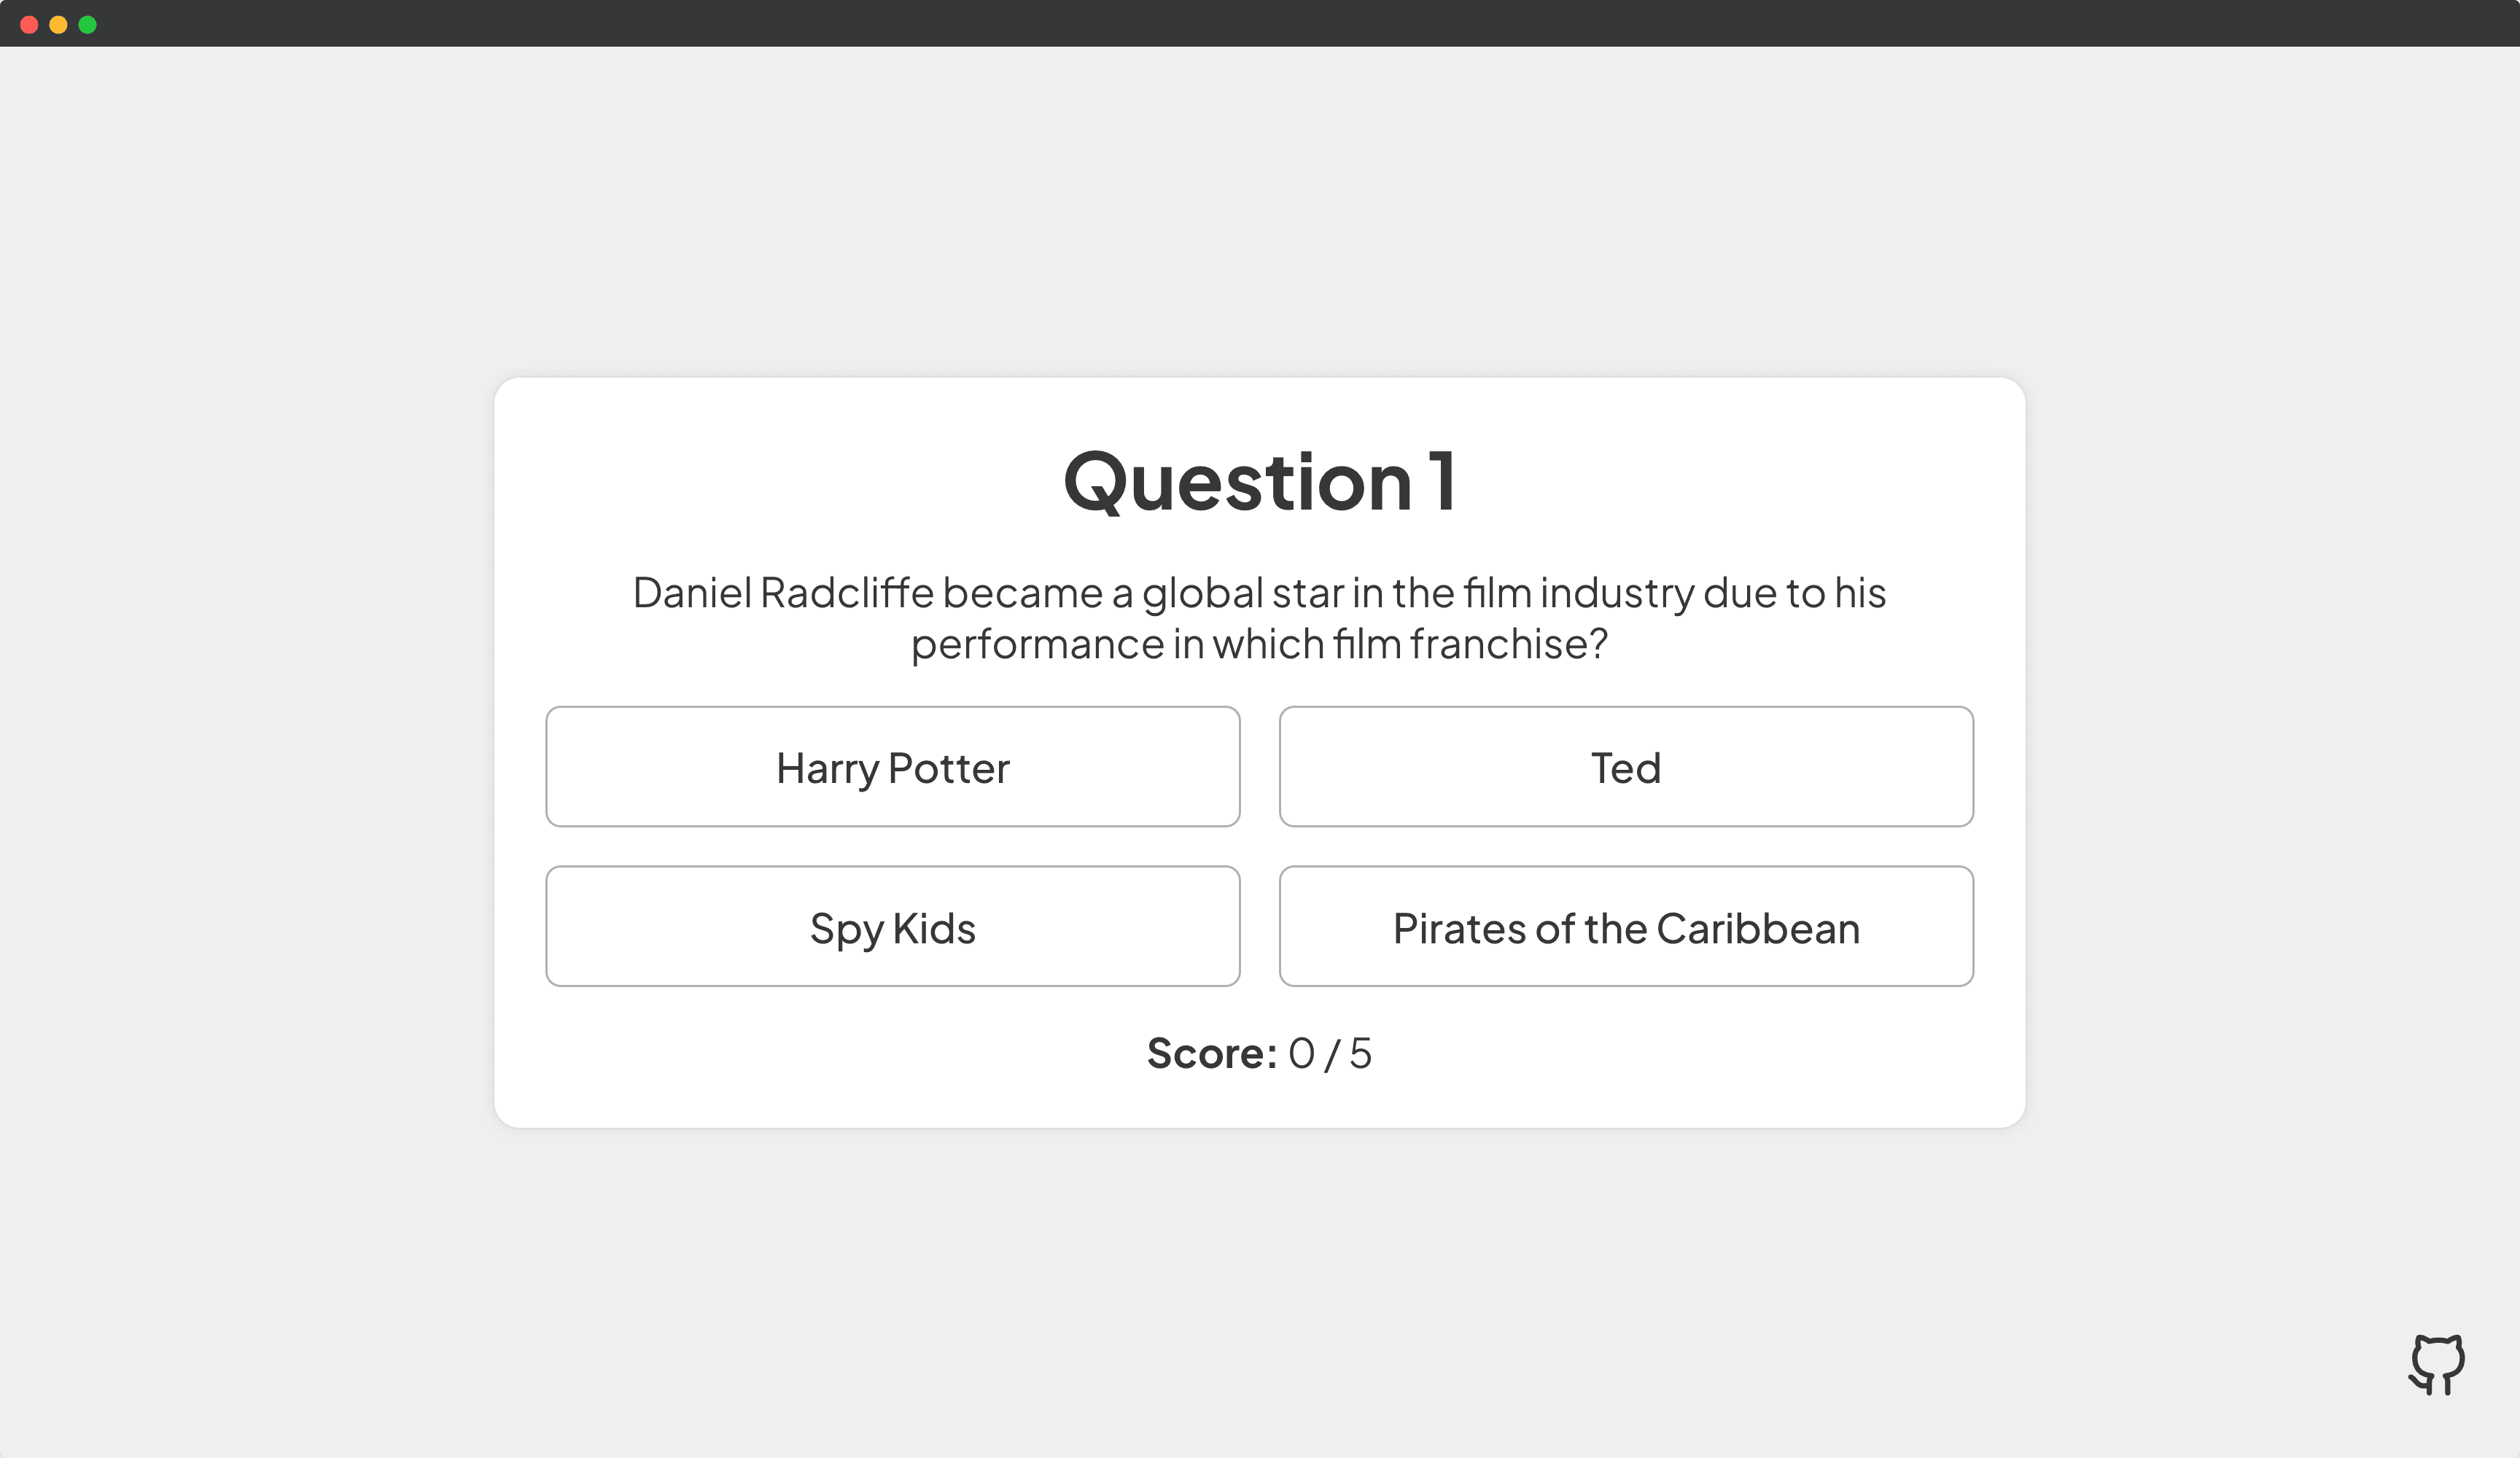 Question 1
Daniel Radcliffe became a global star in the film industry due to his
performance in which film franchise?
Harry Potter
Ted
Spy Kids
Pirates of the Caribbean
Score: 0 / 5